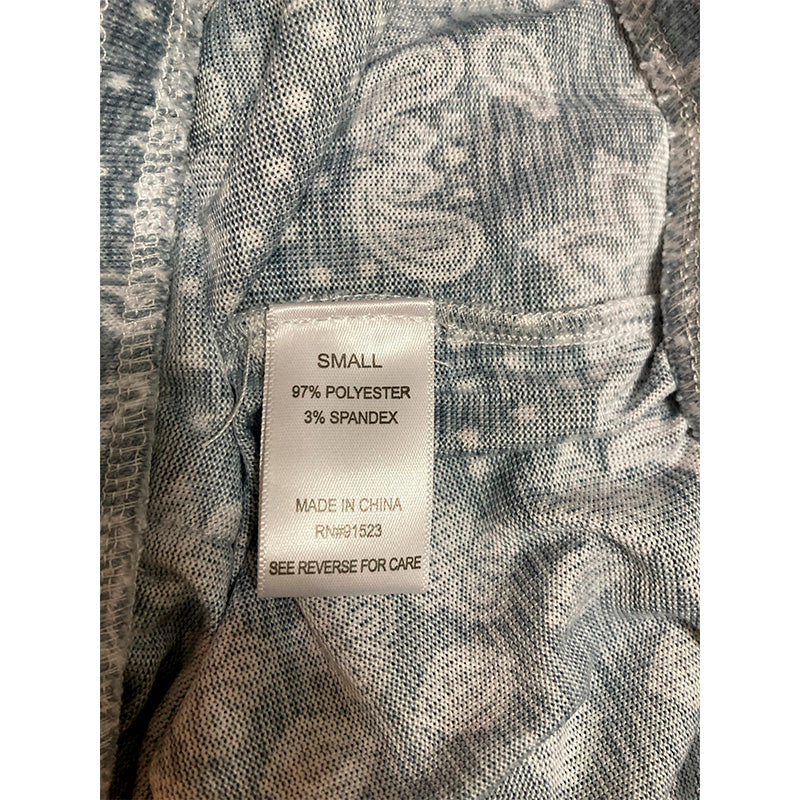 SMALL
97% POLYESTER
3% SPANDEX
MADE IN CHINA
RN#91523
SEE REVERSE FOR CARE